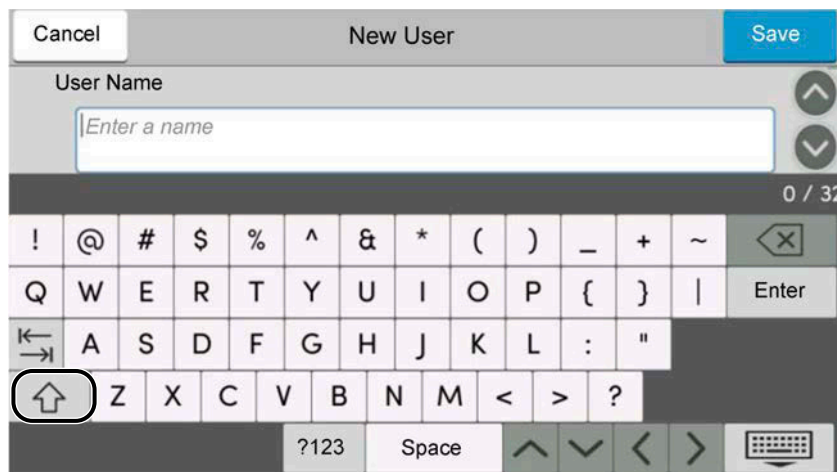 Cancel New User Save
User Name
Enter a name
0 / 32
! @ # $ % ^ & * ( ) _ + ~
Q W E R T Y U I O P { } | Enter
A S D F G H J K L : "
Z X C V B N M < > ?
?123 Space